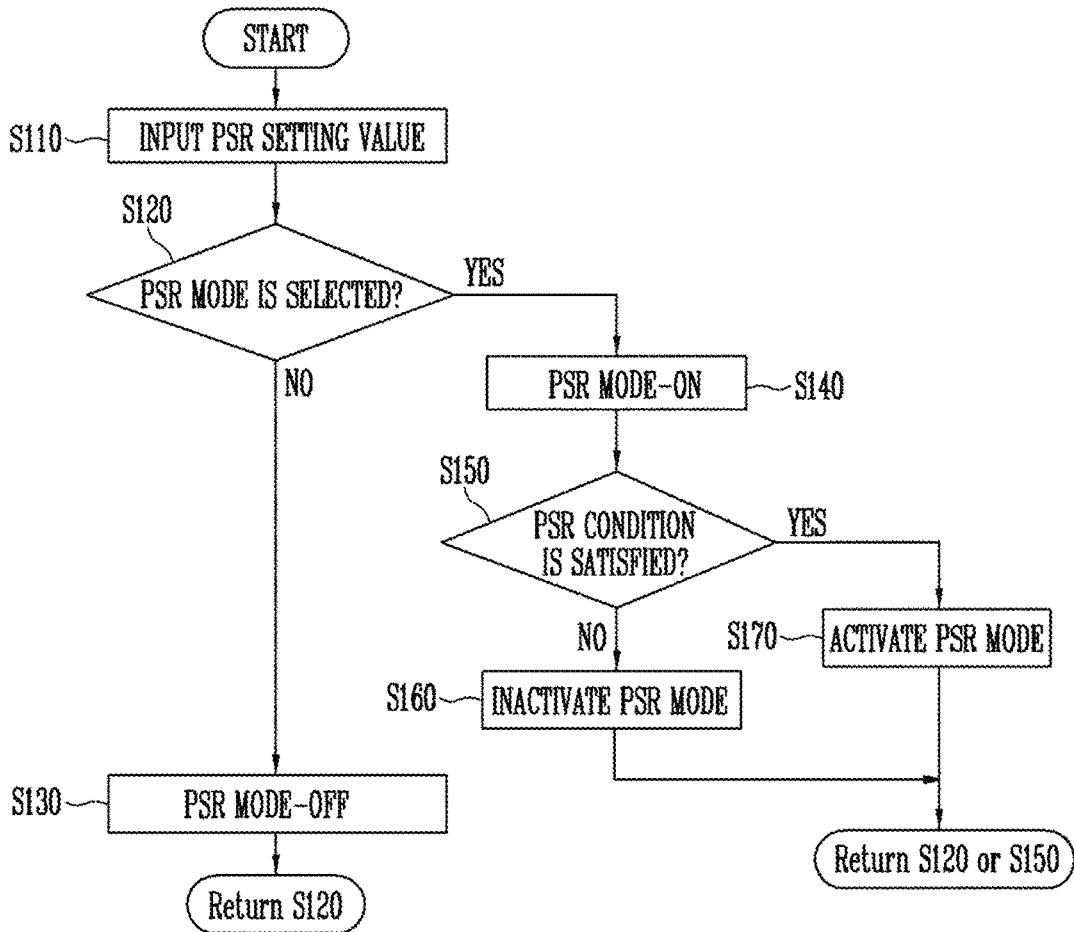 START
S110
INPUT PSR SETTING VALUE
S120
PSR MODE IS SELECTED?
YES
NO
PSR MODE-ON
S140
S150
PSR CONDITION
IS SATISFIED?
YES
NO
S170
ACTIVATE PSR MODE
S160
INACTIVATE PSR MODE
S130
PSR MODE-OFF
Return S120 or S150
Return S120